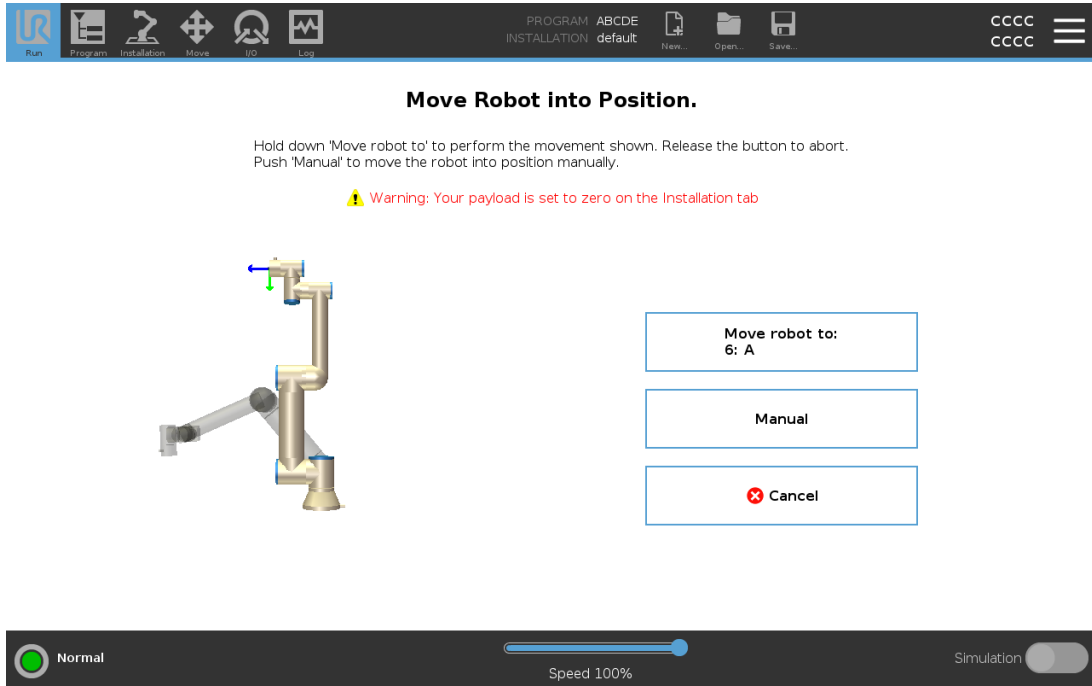 UR
PROGRAM ABCDE
INSTALLATION default
CCCC
CCCC
Run Program Installation Move I/O Log New... Open... Save...
Move Robot into Position.
Hold down 'Move robot to' to perform the movement shown. Release the button to abort.
Push 'Manual' to move the robot into position manually.
Warning: Your payload is set to zero on the Installation tab
Move robot to:
6: A
Manual
Cancel
Normal
Speed 100%
Simulation